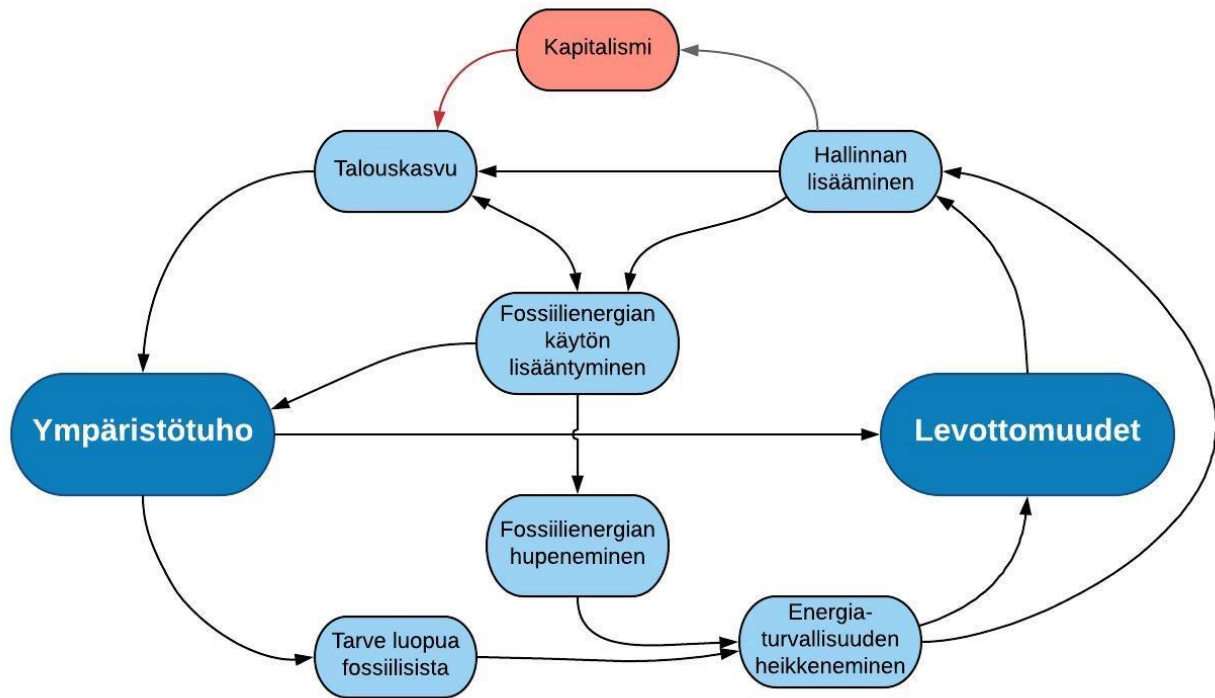 Kapitalismi
Talouskasvu
Hallinnan
lisääminen
Fossiilienergian
käytön
lisääntyminen
Ympäristötuho
Levottomuudet
Fossiilienergian
hupeneminen
Tarve luopua
fossiilisista
Energia-
turvallisuuden
heikkeneminen